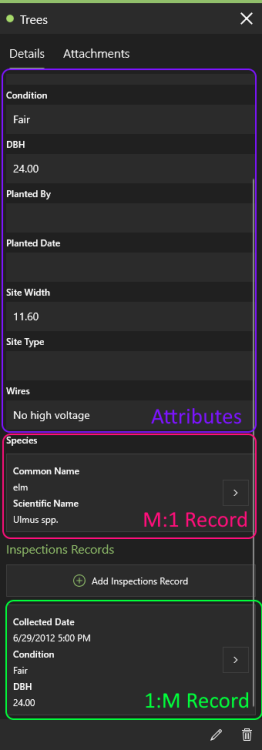 Trees
Details Attachments
Condition
Fair
DBH
24.00
Planted By
Planted Date
Site Width
11.60
Site Type
Wires
No high voltage
Attributes
Species
Common Name
elm
Scientific Name
Ulmus spp.
M:1 Record
Inspections Records
Add Inspections Record
Collected Date
6/29/2012 5:00 PM
Condition
Fair
DBH
24.00
1:M Record